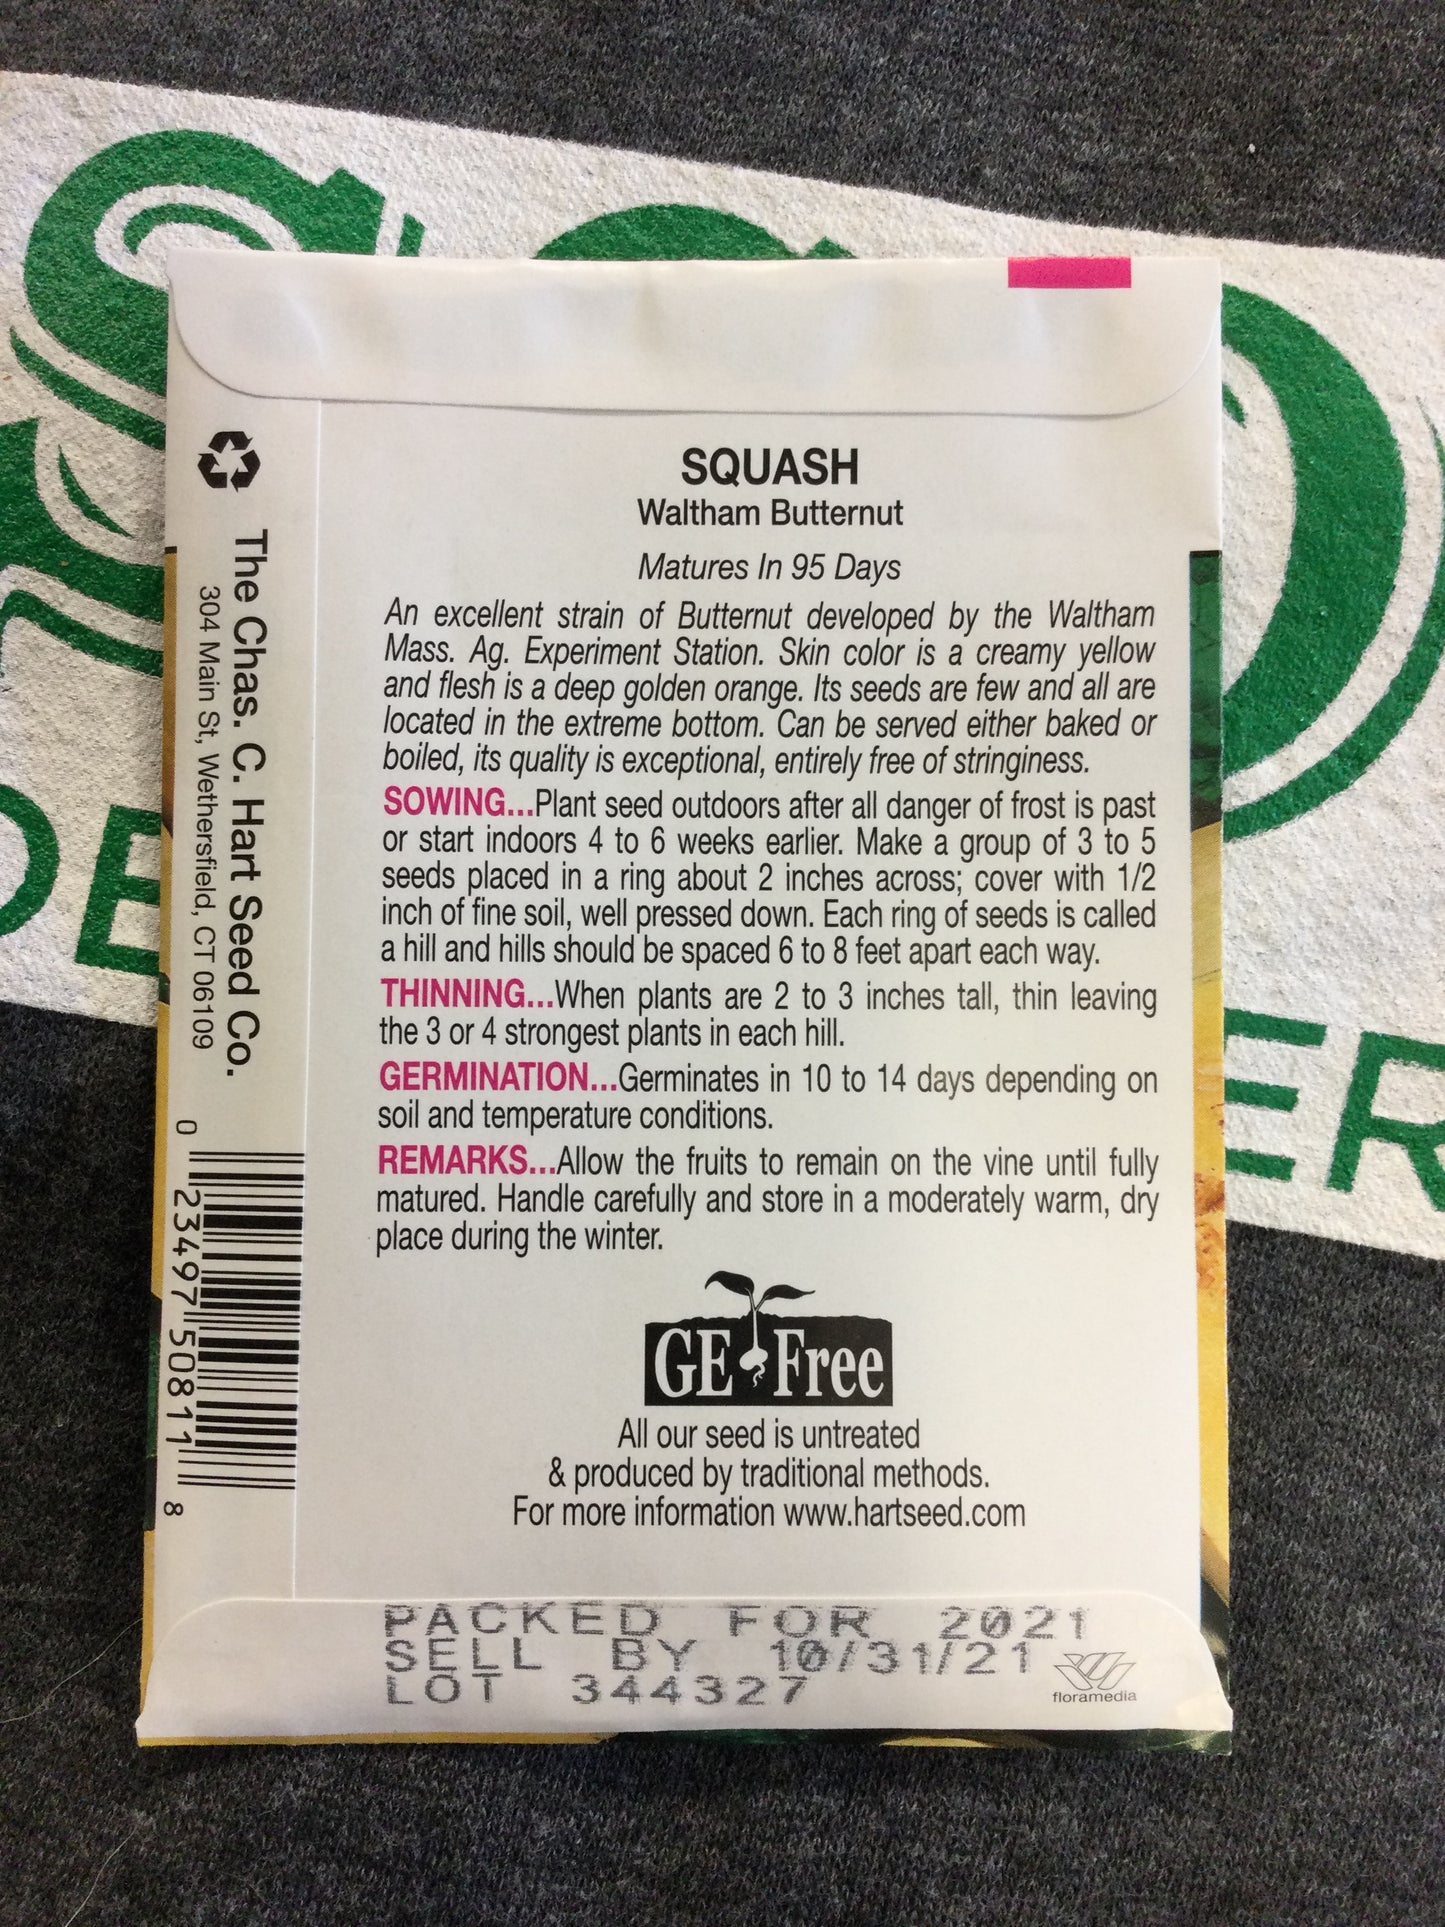 SQUASH
Waltham Butternut
Matures In 95 Days
An excellent strain of Butternut developed by the Waltham
Mass. Ag. Experiment Station. Skin color is a creamy yellow
and flesh is a deep golden orange. Its seeds are few and all are
located in the extreme bottom. Can be served either baked or
boiled, its quality is exceptional, entirely free of stringiness.
SOWING...Plant seed outdoors after all danger of frost is past
or start indoors 4 to 6 weeks earlier. Make a group of 3 to 5
seeds placed in a ring about 2 inches across; cover with 1/2
inch of fine soil, well pressed down. Each ring of seeds is called
a hill and hills should be spaced 6 to 8 feet apart each way.
THINNING...When plants are 2 to 3 inches tall, thin leaving
the 3 or 4 strongest plants in each hill.
GERMINATION...Germinates in 10 to 14 days depending on
soil and temperature conditions.
REMARKS...Allow the fruits to remain on the vine until fully
matured. Handle carefully and store in a moderately warm, dry
place during the winter.
GE Free
All our seed is untreated
& produced by traditional methods.
For more information www.hartseed.com
PACKED FOR 2021
SELL BY 10/31/21
LOT 344327
floramedia
The Chas. C. Hart Seed Co.
304 Main St, Wethersfield, CT 06109
0 23497 50811 8